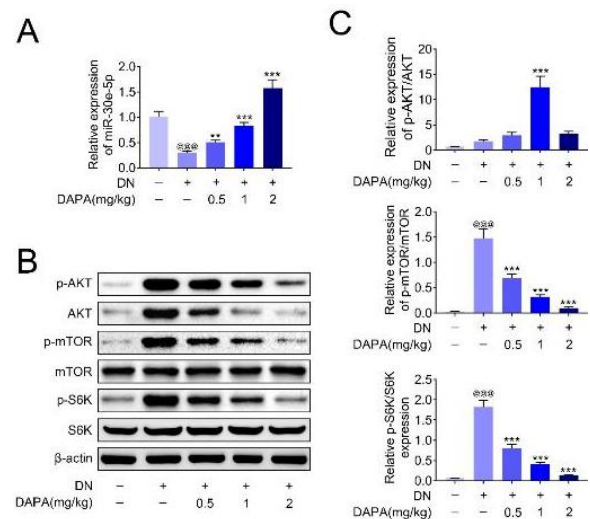 A
Relative expression
of miR-30e-5p
2.0
1.5
1.0
0.5
0.0
@@@
**
***
***
DN
– + + + +
DAPA(mg/kg) – – 0.5 1 2
B
p-AKT
AKT
p-mTOR
mTOR
p-S6K
S6K
β-actin
– + + + +
DN
DAPA(mg/kg) – – 0.5 1 2
C
Relative expression
of p-AKT/AKT
20
15
10
5
0
***
– + + + +
DN
DAPA(mg/kg) – – 0.5 1 2
Relative expression
of p-mTOR/mTOR
2.0
1.5
1.0
0.5
0.0
@@@
***
***
***
– + + + +
DN
DAPA(mg/kg) – – 0.5 1 2
Relative p-S6K/S6K
expression
2.5
2.0
1.5
1.0
0.5
0.0
@@@
***
***
***
DN
– + + + +
DAPA(mg/kg) – – 0.5 1 2